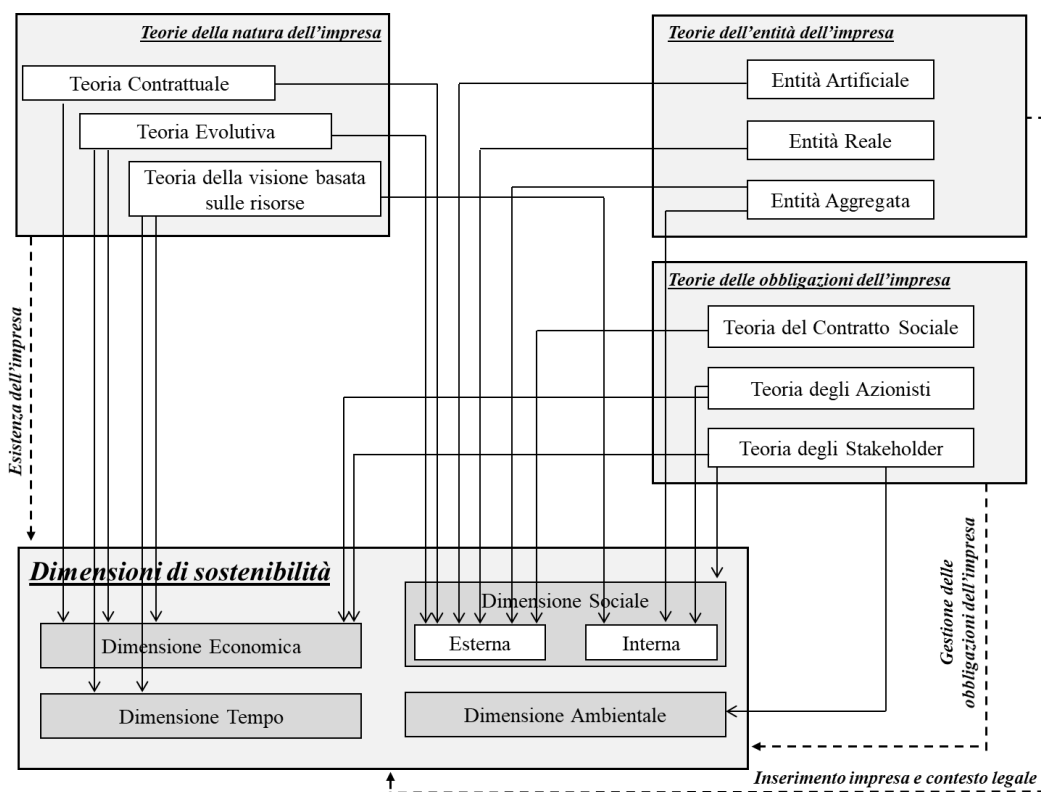 Teorie della natura dell'impresa
Teoria Contrattuale
Teoria Evolutiva
Teoria della visione basata
sulle risorse
Teorie dell'entità dell'impresa
Entità Artificiale
Entità Reale
Entità Aggregata
Teorie delle obbligazioni dell'impresa
Teoria del Contratto Sociale
Teoria degli Azionisti
Teoria degli Stakeholder
Esistenza dell'impresa
Dimensioni di sostenibilità
Dimensione Economica
Dimensione Tempo
Dimensione Sociale
Esterna
Interna
Dimensione Ambientale
Gestione delle
obbligazioni dell'impresa
Inserimento impresa e contesto legale